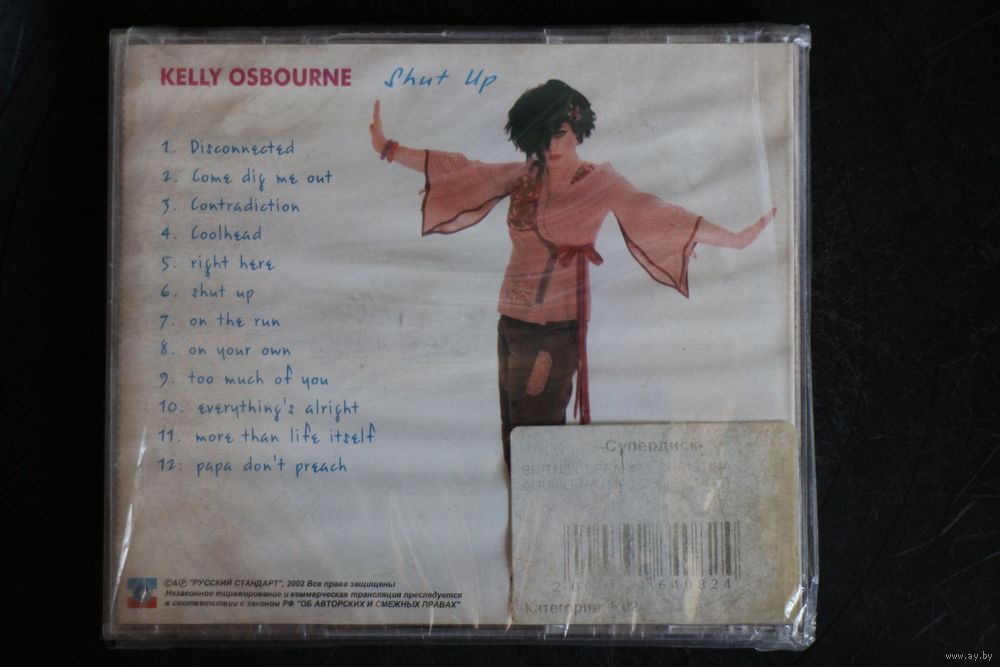 KELLY OSBOURNE Shut Up
1. Disconnected
2. Come dig me out
3. Contradiction
4. Coolhead
5. right here
6. shut up
7. on the run
8. on your own
9. too much of you
10. everything's alright
11. more than life itself
12. papa don't preach
-Супердиск-
BRITNEY SPEARS
Категория
©&℗ "РУССКИЙ СТАНДАРТ", 2002 Все права защищены
Незаконное тиражирование и коммерческая трансляция преследуется
в соответствии с законом РФ "ОБ АВТОРСКИХ И СМЕЖНЫХ ПРАВАХ"
www.ay.by